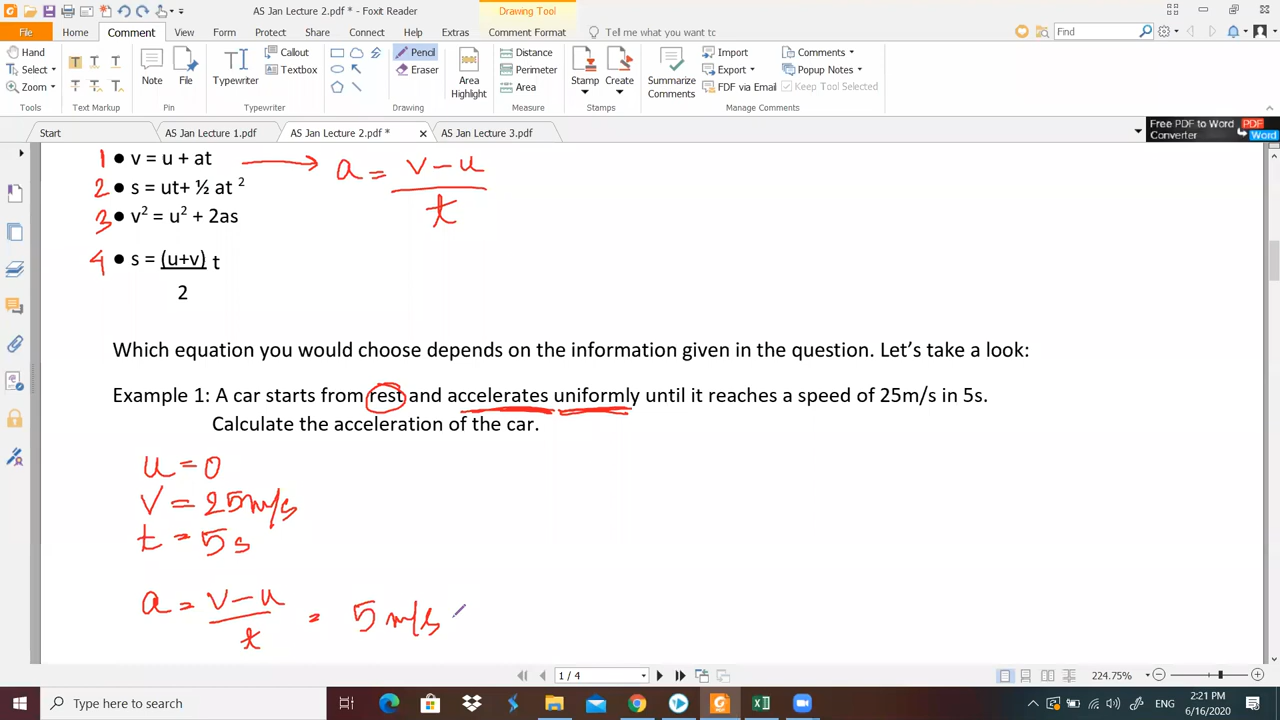 AS Jan Lecture 2.pdf * - Foxit Reader
Drawing Tool
File Home Comment View Form Protect Share Connect Help Extras Comment Format Tell me what you want tc Find
Hand
Select
Zoom
Tools
Text Markup
Note
File
Pin
Typewriter
Callout
Textbox
Typewriter
Pencil
Eraser
Drawing
Area Highlight
Distance
Perimeter
Area
Measure
Stamp
Create
Stamps
Summarize Comments
Import
Export
FDF via Email
Comments
Popup Notes
Keep Tool Selected
Manage Comments
Start AS Jan Lecture 1.pdf AS Jan Lecture 2.pdf * AS Jan Lecture 3.pdf
Free PDF to Word Converter PDF Word
1 ● v = u + at → a = v - u / t
2 ● s = ut+ ½ at ²
3 ● v² = u² + 2as
4 ● s = (u+v) t
2
Which equation you would choose depends on the information given in the question. Let's take a look:
Example 1: A car starts from rest and accelerates uniformly until it reaches a speed of 25m/s in 5s.
Calculate the acceleration of the car.
u = 0
v = 25 m/s
t = 5 s
a = v - u / t = 5 m/s
1 / 4
224.75%
Type here to search
ENG
2:21 PM
6/16/2020